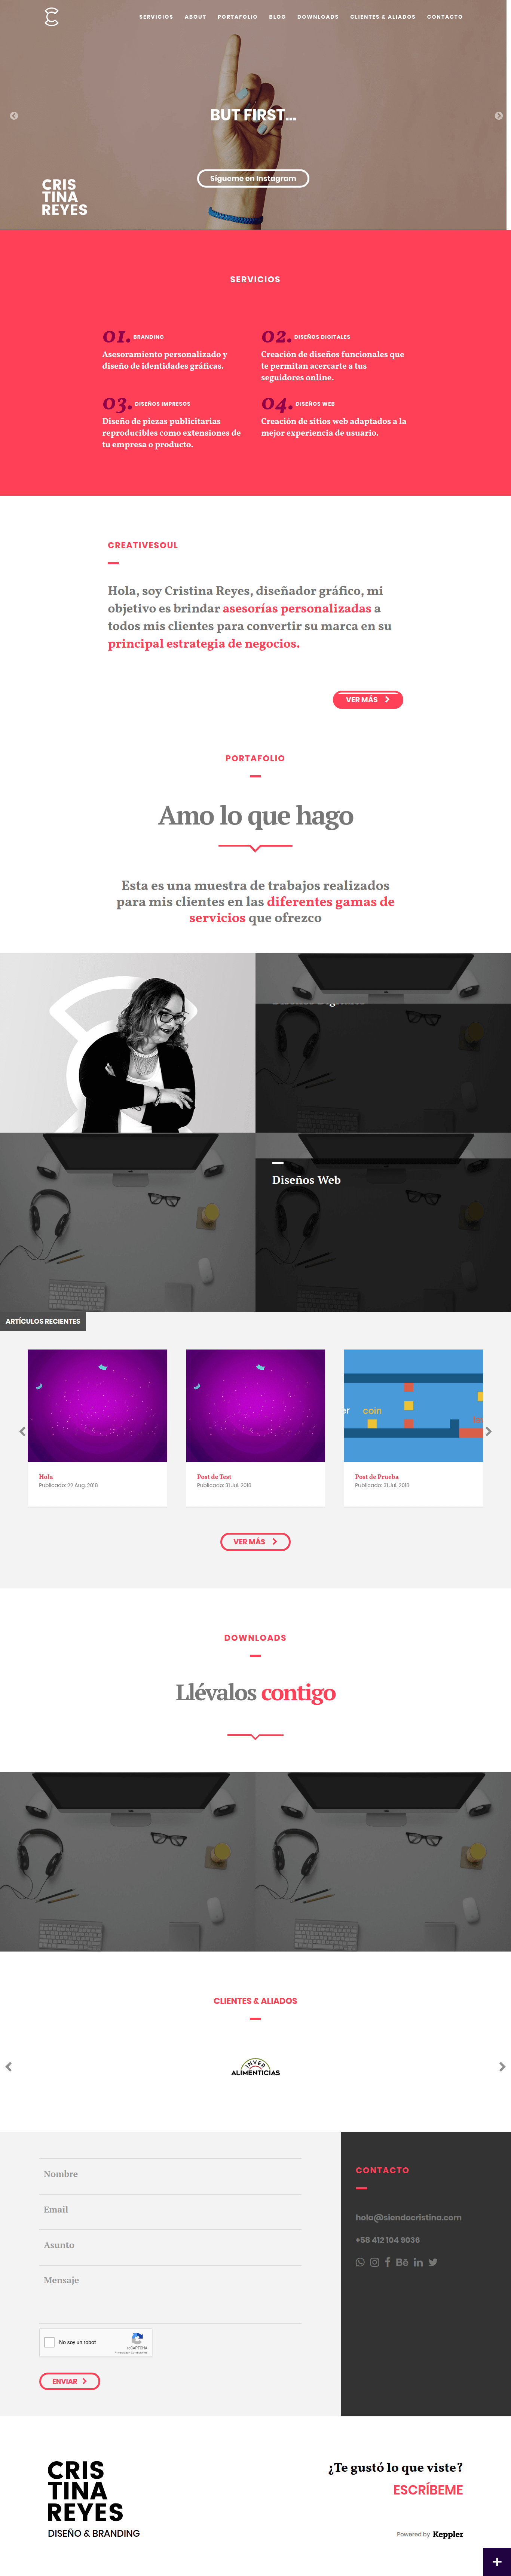 SERVICIOS ABOUT PORTAFOLIO BLOG DOWNLOADS CLIENTES & ALIADOS CONTACTO
BUT FIRST...
Sígueme en Instagram
CRIS
TINA
REYES
SERVICIOS
01. BRANDING
Asesoramiento personalizado y
diseño de identidades gráficas.
02. DISEÑOS DIGITALES
Creación de diseños funcionales que
te permitan acercarte a tus
seguidores online.
03. DISEÑOS IMPRESOS
Diseño de piezas publicitarias
reproducibles como extensiones de
tu empresa o producto.
04. DISEÑOS WEB
Creación de sitios web adaptados a la
mejor experiencia de usuario.
CREATIVESOUL
Hola, soy Cristina Reyes, diseñador gráfico, mi
objetivo es brindar asesorías personalizadas a
todos mis clientes para convertir su marca en su
principal estrategia de negocios.
VER MÁS
PORTAFOLIO
Amo lo que hago
Esta es una muestra de trabajos realizados
para mis clientes en las diferentes gamas de
servicios que ofrezco
Diseños Digitales
Diseños Web
ARTÍCULOS RECIENTES
er coin
Hola
Publicado: 22 Aug, 2018
Post de Test
Publicado: 31 Jul, 2018
Post de Prueba
Publicado: 31 Jul, 2018
VER MÁS
DOWNLOADS
Llévalos contigo
CLIENTES & ALIADOS
INVER
ALIMENTICIAS
Nombre
Email
Asunto
Mensaje
No soy un robot
reCAPTCHA
Privacidad - Condiciones
ENVIAR
CONTACTO
hola@siendocristina.com
+58 412 104 9036
CRIS
TINA
REYES
DISEÑO & BRANDING
¿Te gustó lo que viste?
ESCRÍBEME
Powered by Keppler